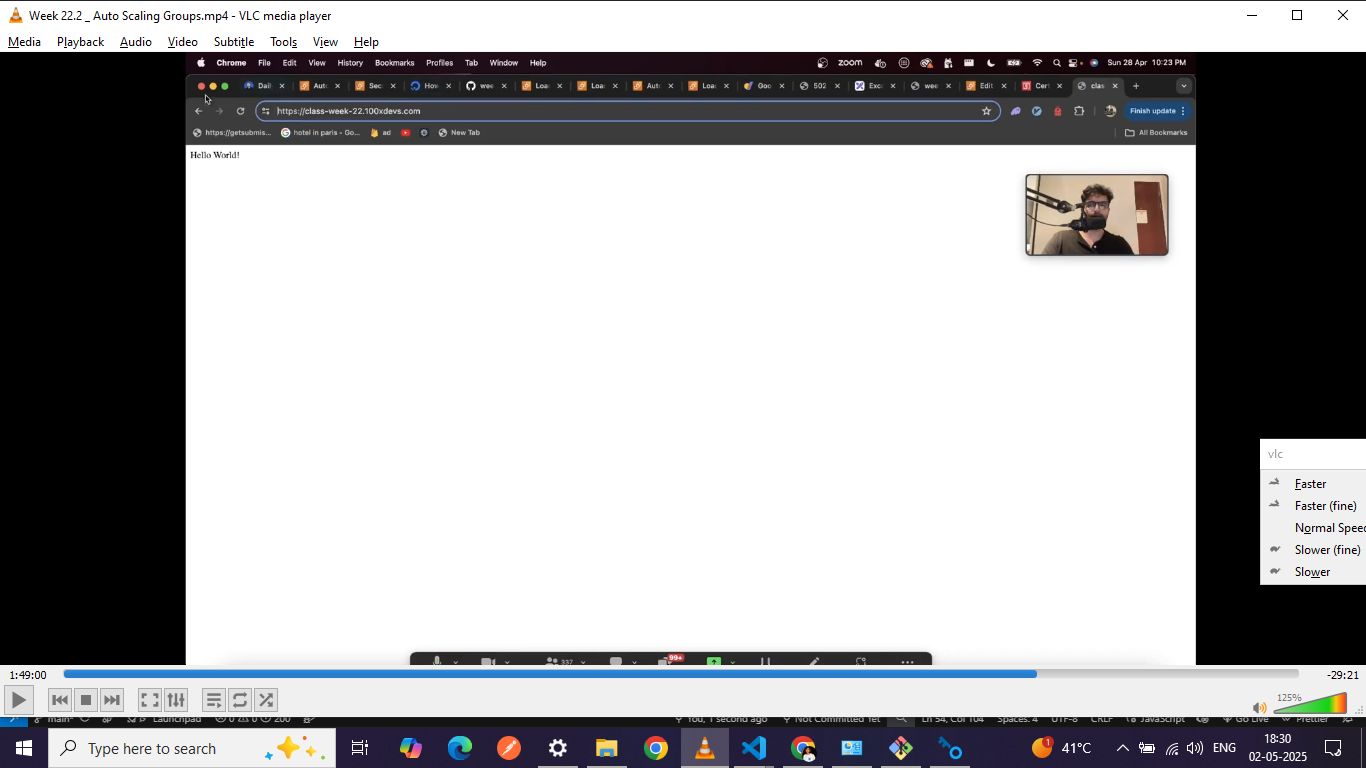 Week 22.2 _ Auto Scaling Groups.mp4 - VLC media player
Media Playback Audio Video Subtitle Tools View Help
Chrome File Edit View History Bookmarks Profiles Tab Window Help
zoom
Sun 28 Apr 10:23 PM
Dail
Auto
Sec
How
wee
Loa
Loa
Aut
Loa
Goo
502
Exc
wee
Edit
Cer
clas
https://class-week-22.100xdevs.com
Finish update
https://getsubmis...
hotel in paris - Go...
ad
New Tab
All Bookmarks
Hello World!
vlc
Faster
Faster (fine)
Normal Spee
Slower (fine)
Slower
337
99+
1:49:00
-29:21
125%
main*
Launchpad
0 0 0 200
You, 1 second ago
Not Committed Yet
Ln 54, Col 104
Spaces: 4
UTF-8
CRLF
JavaScript
Go Live
Prettier
Type here to search
1
41°C
ENG
18:30
02-05-2025